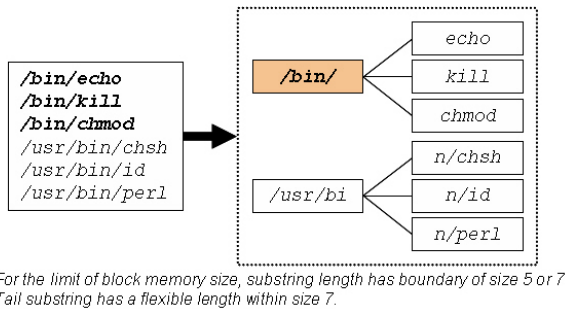 /bin/echo
/bin/kill
/bin/chmod
/usr/bin/chsh
/usr/bin/id
/usr/bin/perl
/bin/
echo
kill
chmod
/usr/bi
n/chsh
n/id
n/perl
For the limit of block memory size, substring length has boundary of size 5 or 7
Tail substring has a flexible length within size 7.